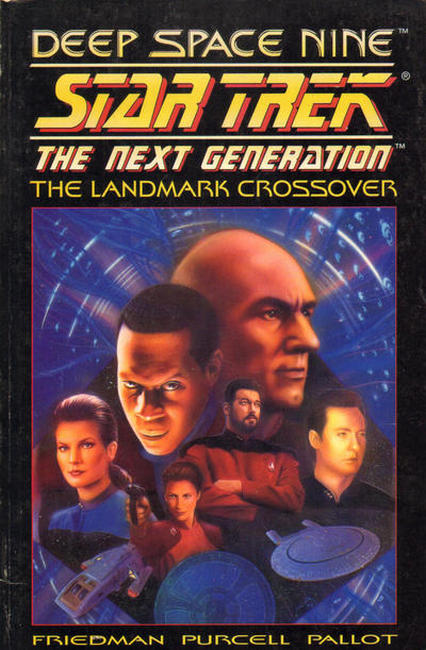 DEEP SPACE NINE™
STAR TREK®
THE NEXT GENERATION™
THE LANDMARK CROSSOVER
FRIEDMAN PURCELL PALLOT